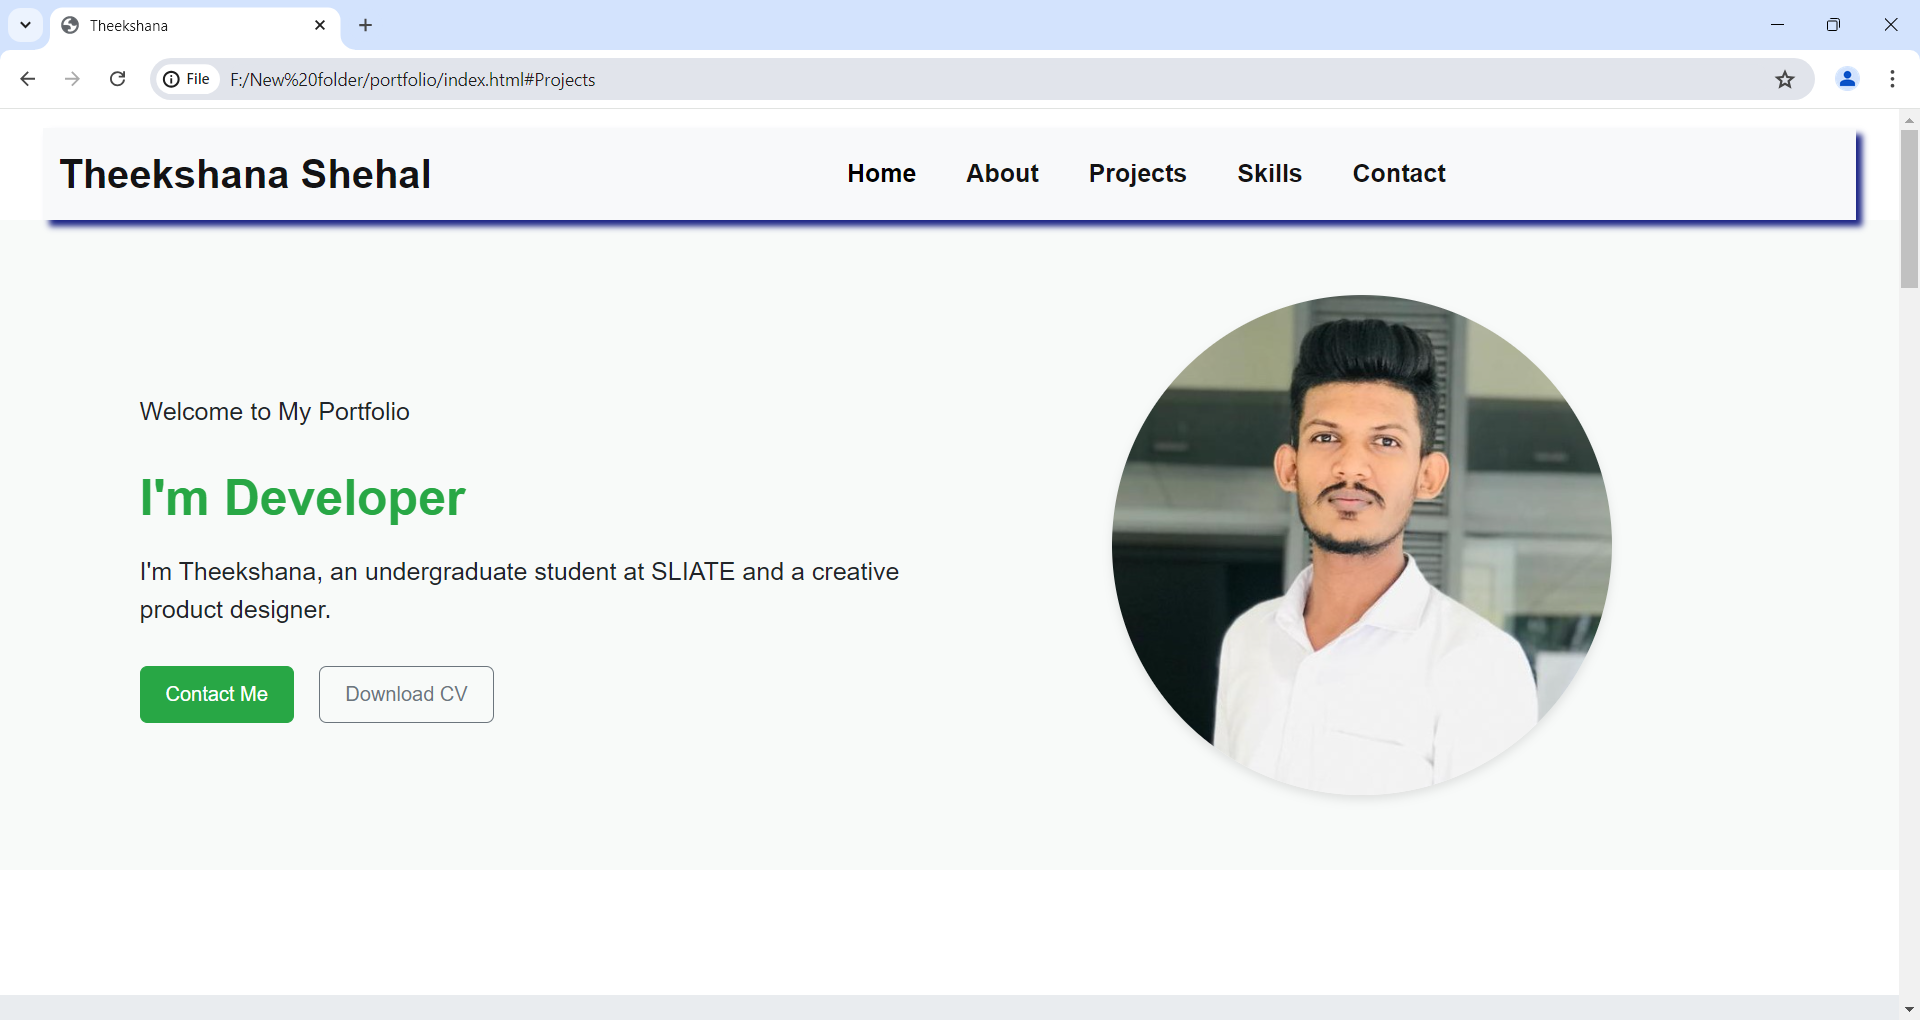 Theekshana
File
F:/New%20folder/portfolio/index.html#Projects
Theekshana Shehal
Home About Projects Skills Contact
Welcome to My Portfolio
I'm Developer
I'm Theekshana, an undergraduate student at SLIATE and a creative
product designer.
Contact Me Download CV